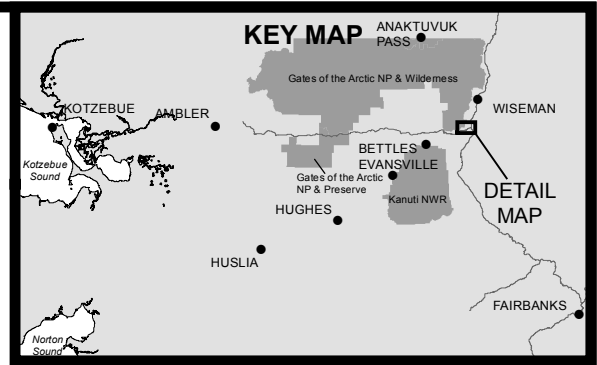 KEY MAP
ANAKTUVUK
PASS
Gates of the Arctic NP & Wilderness
KOTZEBUE
AMBLER
WISEMAN
Kotzebue
Sound
BETTLES
EVANSVILLE
Gates of the Arctic
NP & Preserve
Kanuti NWR
DETAIL
MAP
HUGHES
HUSLIA
FAIRBANKS
Norton
Sound